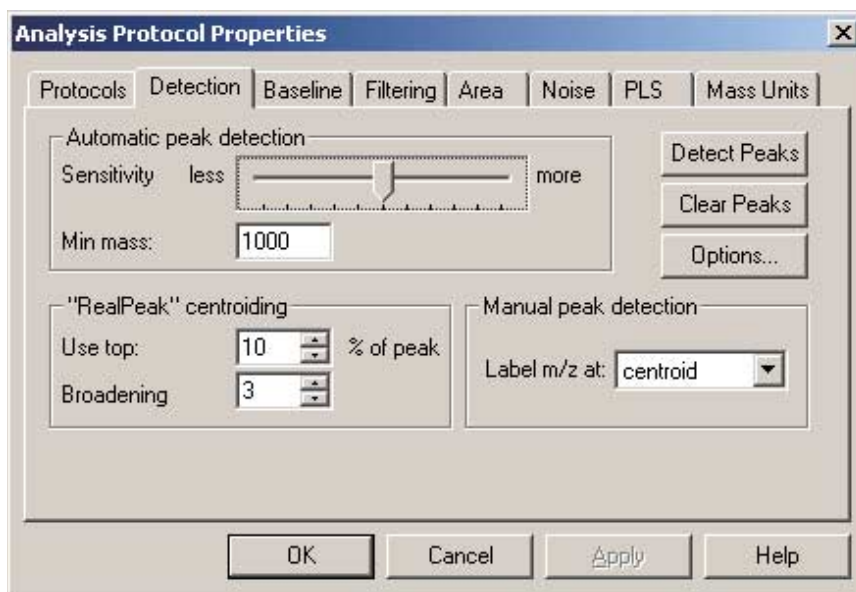 Analysis Protocol Properties
Protocols Detection Baseline Filtering Area Noise PLS Mass Units
Automatic peak detection
Sensitivity less more
Min mass: 1000
Detect Peaks
Clear Peaks
Options...
"RealPeak" centroiding
Use top: 10 % of peak
Broadening 3
Manual peak detection
Label m/z at: centroid
OK Cancel Apply Help